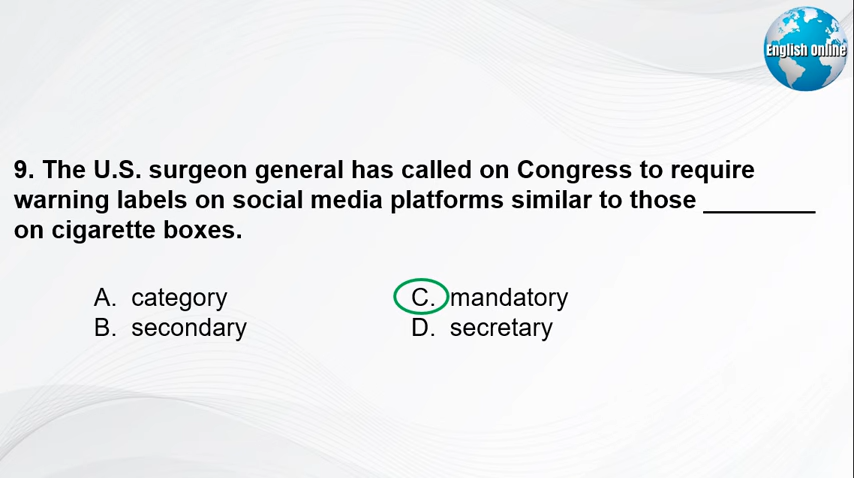 English Online
9. The U.S. surgeon general has called on Congress to require
warning labels on social media platforms similar to those ________
on cigarette boxes.
A. category
C. mandatory
B. secondary
D. secretary